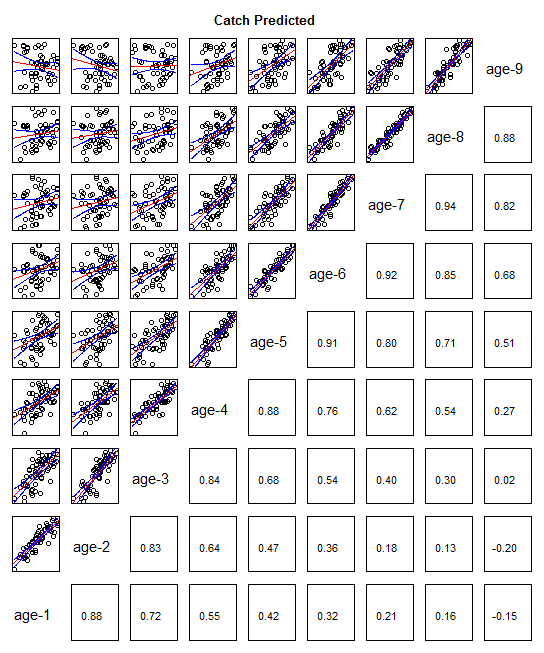 Catch Predicted
age-9
age-8 0.88
age-7 0.94 0.82
age-6 0.92 0.85 0.68
age-5 0.91 0.80 0.71 0.51
age-4 0.88 0.76 0.62 0.54 0.27
age-3 0.84 0.68 0.54 0.40 0.30 0.02
age-2 0.83 0.64 0.47 0.36 0.18 0.13 -0.20
age-1 0.88 0.72 0.55 0.42 0.32 0.21 0.16 -0.15